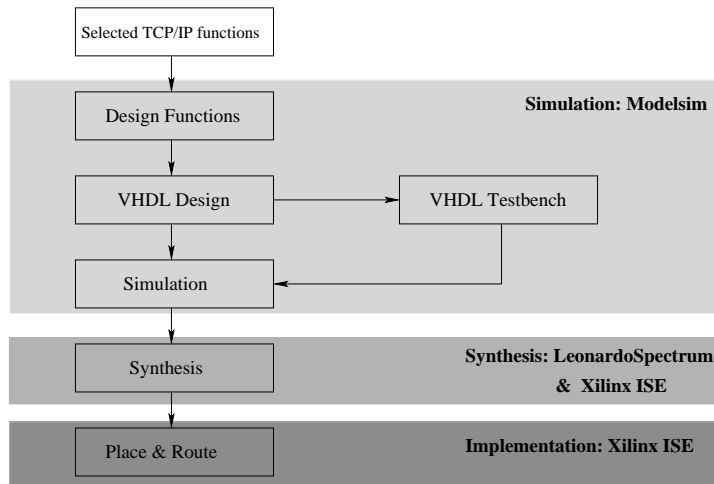 Selected TCP/IP functions
Simulation: Modelsim
Design Functions
VHDL Design
VHDL Testbench
Simulation
Synthesis: LeonardoSpectrum
& Xilinx ISE
Synthesis
Implementation: Xilinx ISE
Place & Route